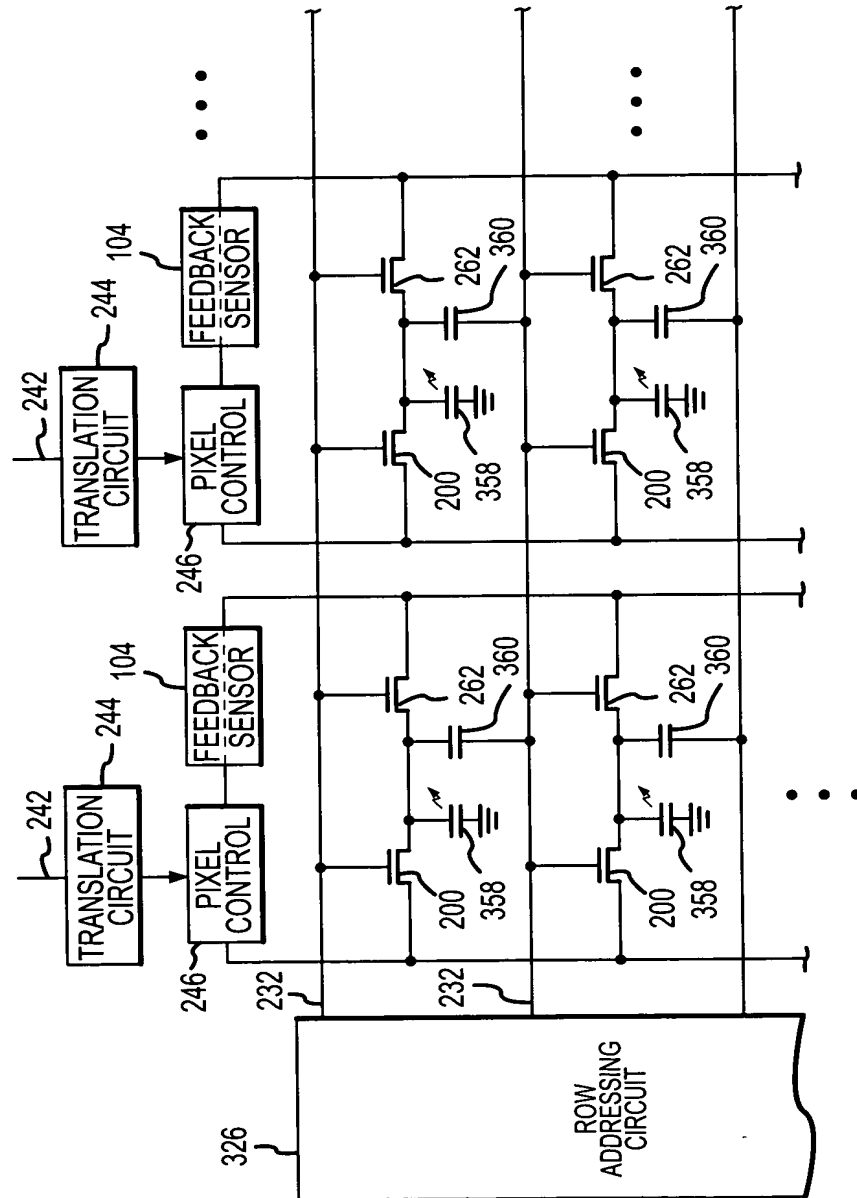 242
242
TRANSLATION
CIRCUIT
244
TRANSLATION
CIRCUIT
244
104
104
246
PIXEL
CONTROL
FEEDBACK
SENSOR
246
PIXEL
CONTROL
FEEDBACK
SENSOR
326
232
200
358
262
360
200
358
262
360
232
200
358
262
360
200
358
262
360
ROW
ADDRESSING
CIRCUIT